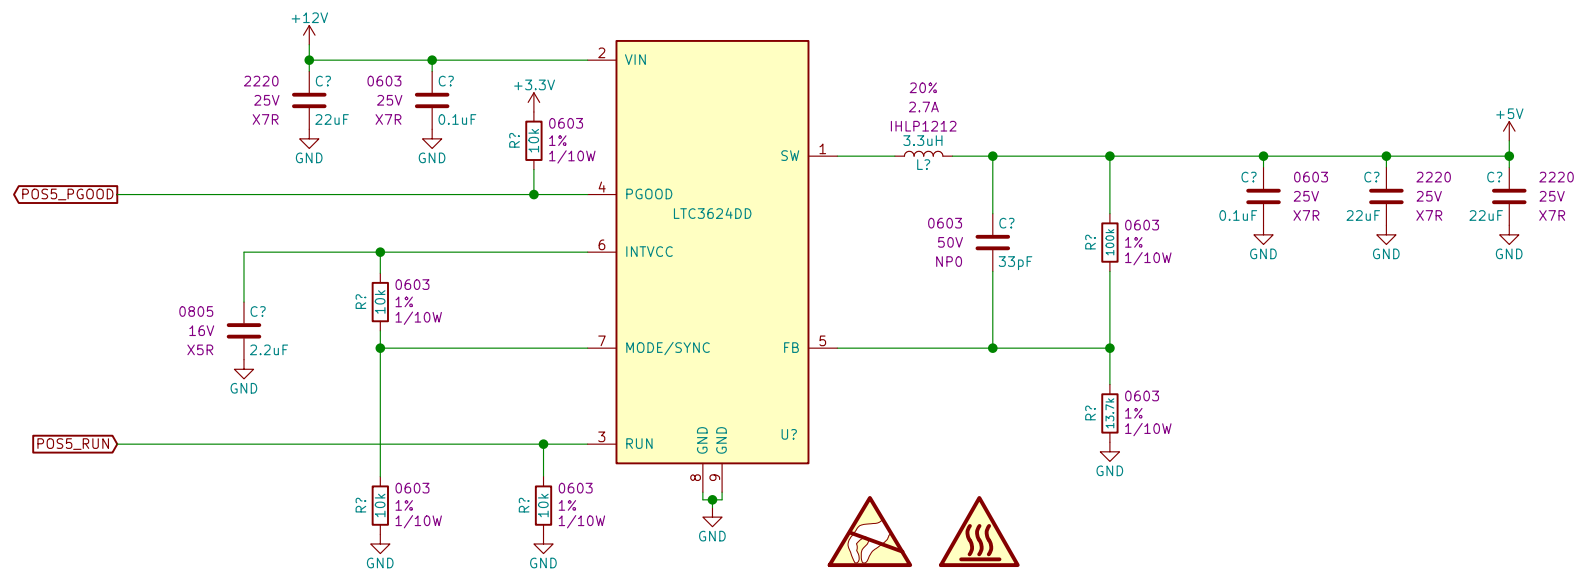 +12V
2220
25V
X7R
C?
22uF
GND
0603
25V
X7R
C?
0.1uF
GND
+3.3V
R?
10k
0603
1%
1/10W
POS5_PGOOD
0805
16V
X5R
C?
2.2uF
GND
R?
10k
0603
1%
1/10W
POS5_RUN
R?
10k
0603
1%
1/10W
GND
R?
10k
0603
1%
1/10W
GND
2
VIN
4
PGOOD
LTC3624DD
6
INTVCC
7
MODE/SYNC
3
RUN
SW
1
FB
5
U?
GND
GND
8
9
GND
20%
2.7A
IHLP1212
3.3uH
L?
0603
50V
NP0
C?
33pF
R?
100k
0603
1%
1/10W
R?
13.7k
0603
1%
1/10W
GND
C?
0.1uF
0603
25V
X7R
GND
C?
22uF
2220
25V
X7R
GND
+5V
C?
22uF
2220
25V
X7R
GND